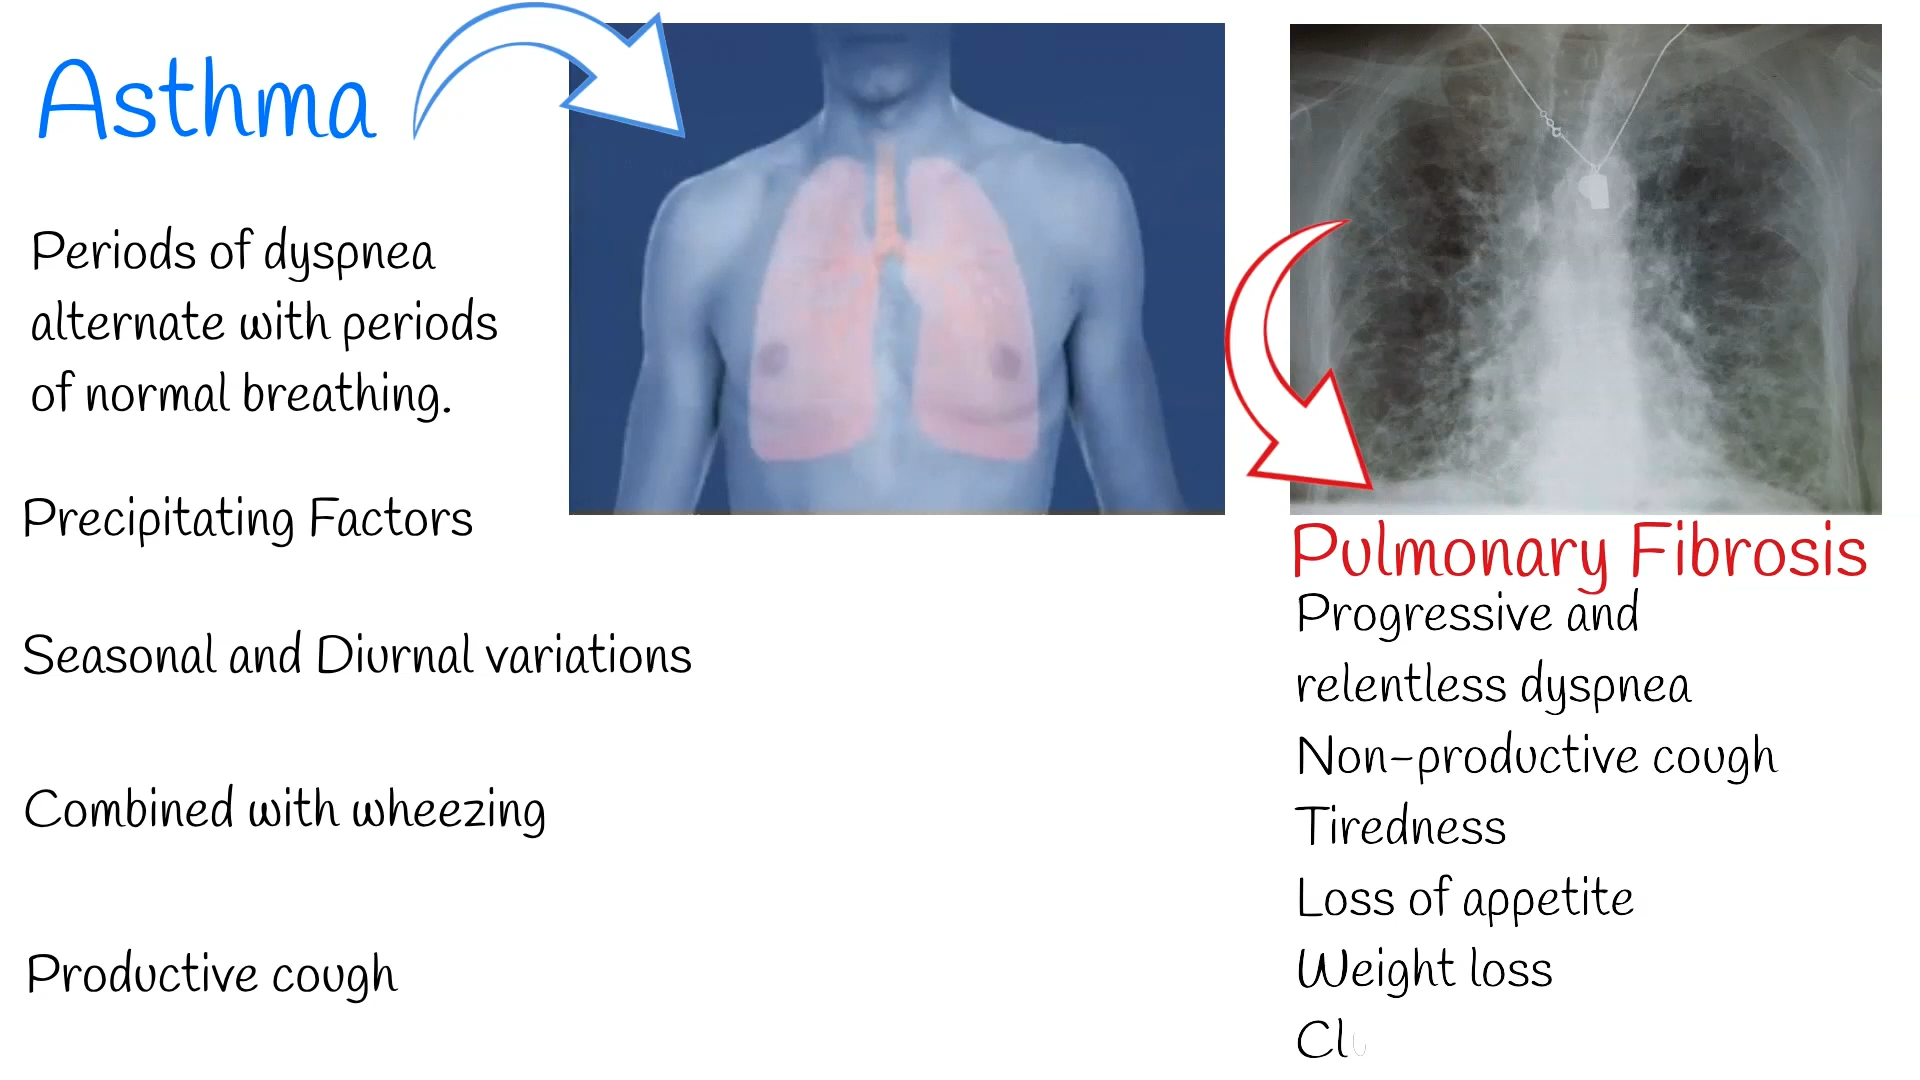 Asthma
Periods of dyspnea
alternate with periods
of normal breathing.
Precipitating Factors
Seasonal and Diurnal variations
Combined with wheezing
Productive cough
Pulmonary Fibrosis
Progressive and
relentless dyspnea
Non-productive cough
Tiredness
Loss of appetite
Weight loss